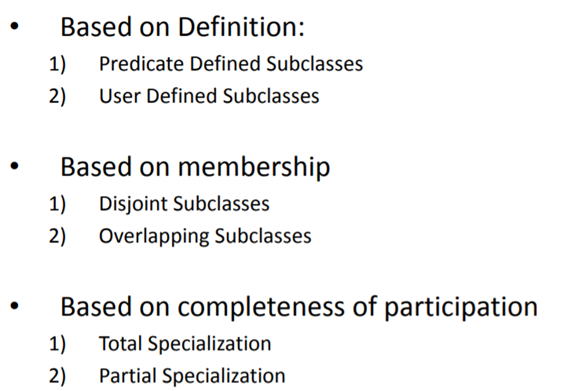 • Based on Definition:
1) Predicate Defined Subclasses
2) User Defined Subclasses
• Based on membership
1) Disjoint Subclasses
2) Overlapping Subclasses
• Based on completeness of participation
1) Total Specialization
2) Partial Specialization